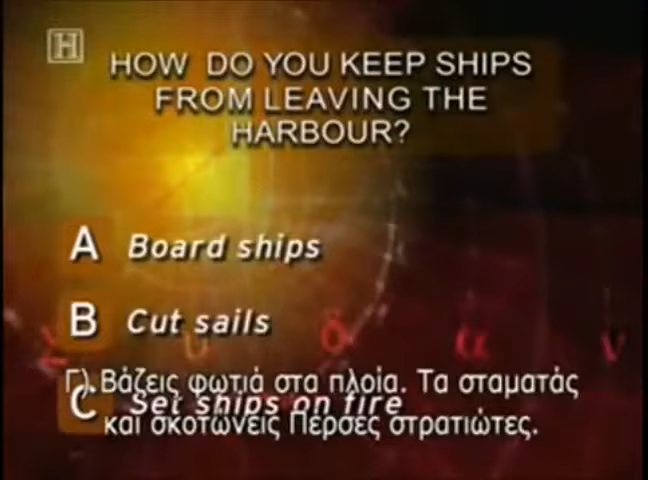 H
HOW DO YOU KEEP SHIPS
FROM LEAVING THE
HARBOUR?
A Board ships
B Cut sails
Σ υ δ α ν
C Set ships on fire
Γ). Βάζεις φωτιά στα πλοία. Τα σταματάς
και σκοτώνεις Πέρσες στρατιώτες.